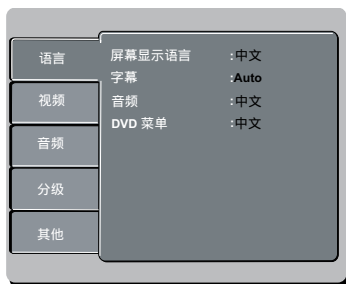 语言
视频
音频
分级
其他
屏幕显示语言 :中文
字幕 :Auto
音频 :中文
DVD 菜单 :中文